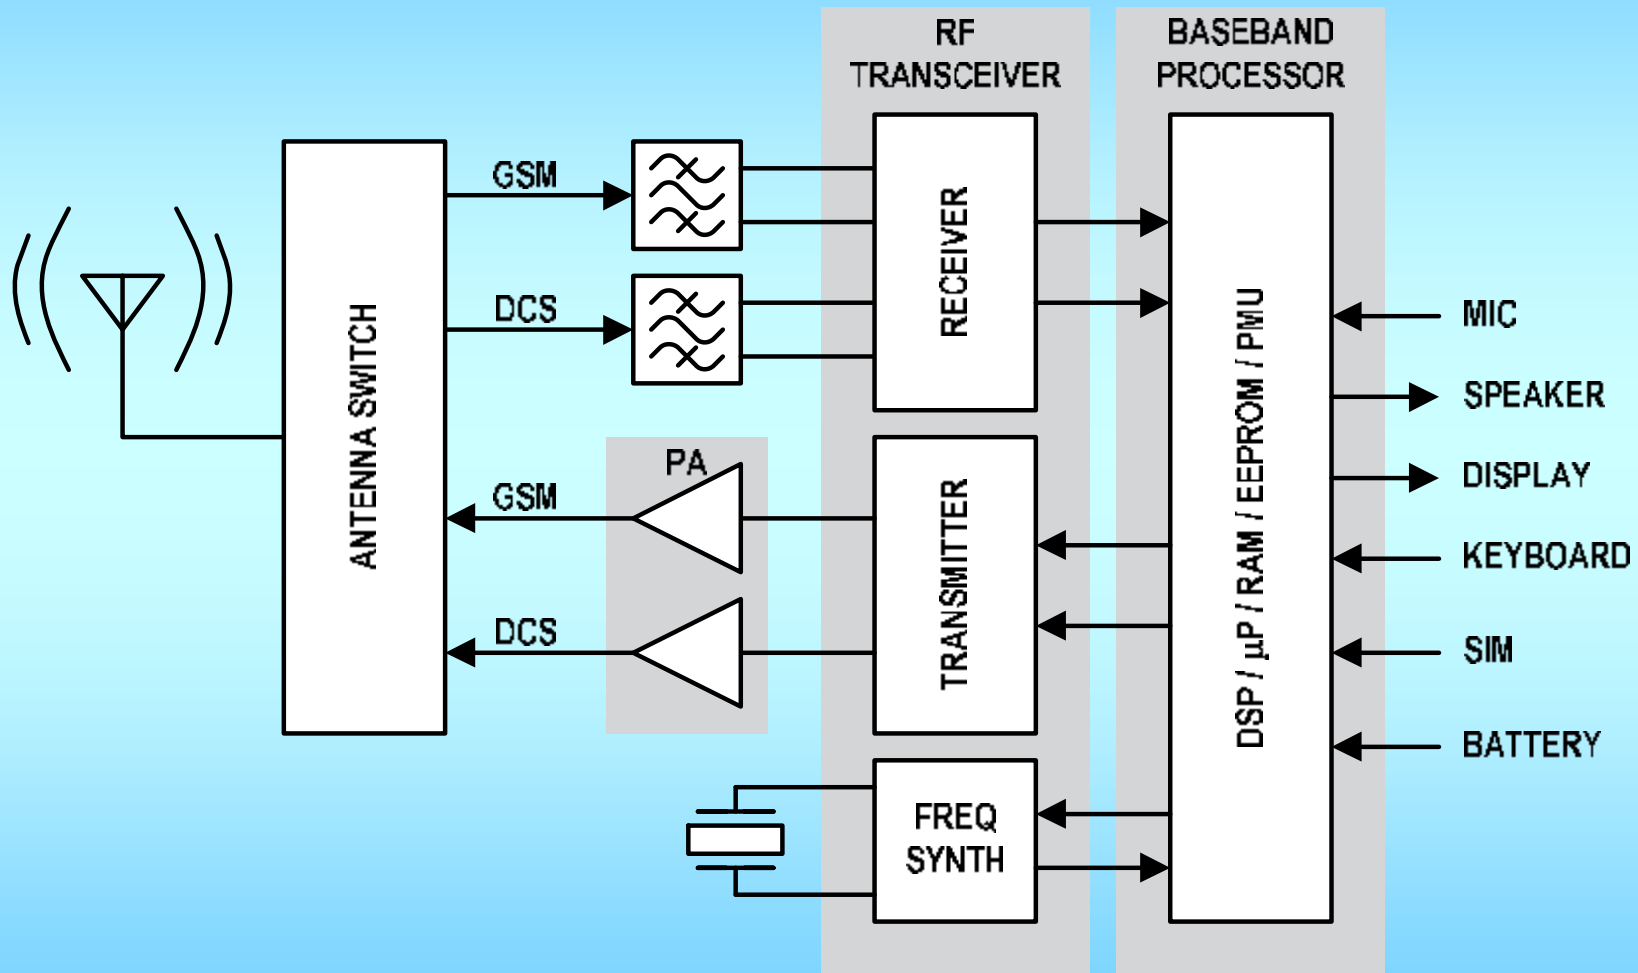 RF
TRANSCEIVER
BASEBAND
PROCESSOR
GSM
DCS
ANTENNA SWITCH
RECEIVER
PA
GSM
DCS
TRANSMITTER
FREQ
SYNTH
DSP / µP / RAM / EEPROM / PMU
MIC
SPEAKER
DISPLAY
KEYBOARD
SIM
BATTERY